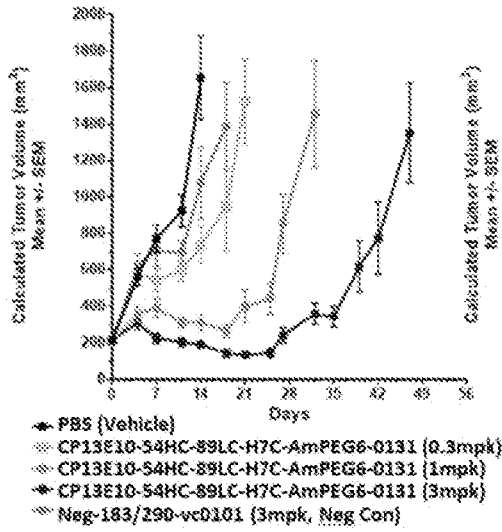 Calculated Tumor Volume (mm³)
Mean +/- SEM
2000
1800
1600
1400
1200
1000
800
600
400
200
0
0 7 14 21 28 35 42 49 56
Days
Calculated Tumor Volume (mm³)
Mean +/- SEM
PBS (Vehicle)
CP13E10-54HC-89LC-H7C-AmPEG6-0131 (0.3mpk)
CP13E10-54HC-89LC-H7C-AmPEG6-0131 (1mpk)
CP13E10-54HC-89LC-H7C-AmPEG6-0131 (3mpk)
Neg-183/290-vc0101 (3mpk, Neg Con)